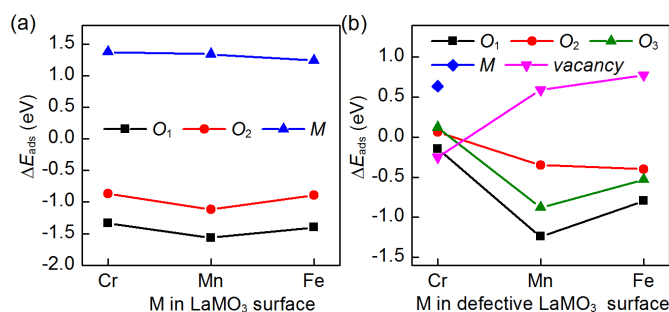 (a)
ΔE_ads (eV)
1.5
1.0
0.5
0.0
-0.5
-1.0
-1.5
-2.0
O₁ O₂ M
Cr Mn Fe
M in LaMO₃ surface
(b)
ΔE_ads (eV)
1.0
0.5
0.0
-0.5
-1.0
-1.5
O₁ O₂ O₃
M vacancy
Cr Mn Fe
M in defective LaMO₃ surface